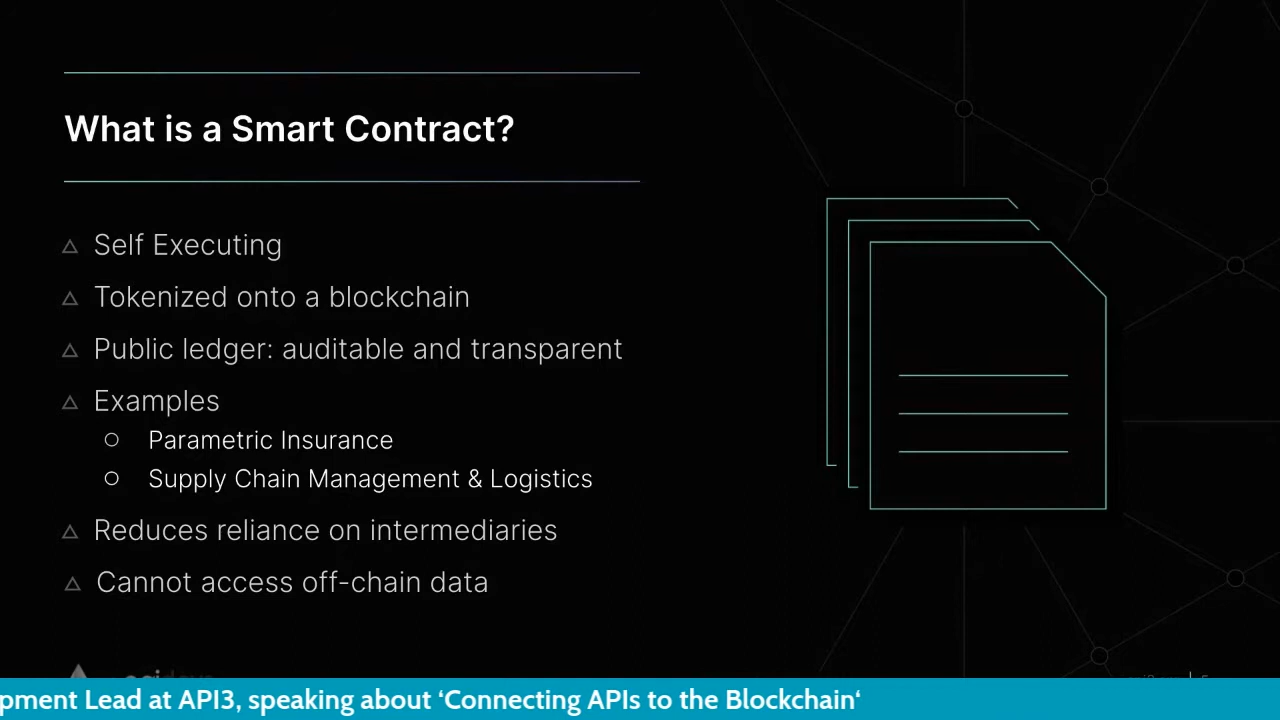 What is a Smart Contract?
Self Executing
Tokenized onto a blockchain
Public ledger: auditable and transparent
Examples
Parametric Insurance
Supply Chain Management & Logistics
Reduces reliance on intermediaries
Cannot access off-chain data
pment Lead at API3, speaking about ‘Connecting APIs to the Blockchain‘